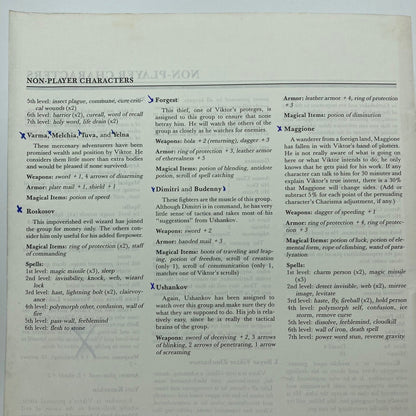 NON-PLAYER CHARACTERS
5th level: insect plague, commune, cure critical wounds (x2)
6th level: barrier (x2), cureall, word of recall
7th level: holy word, life drain (x2)
Varma, Melchia, Tuva, and Yelna
These mercenary adventurers have been
promised wealth and position by Viktor. He
considers them little more than extra bodies
and would be pleased if none survived.
Weapons: sword + 1, 4 arrows of disarming
Armor: plate mail + 1, shield + 1
Magical Items: potion of speed
Roskosov
This impoverished evil wizard has joined
the group for money only. The others con-
sider him only useful for his added firepower.
Magical Items: ring of protection (x2), staff
of commanding
Spells:
1st level: magic missile (x3), sleep
2nd level: invisibility, knock, web, wizard
lock
3rd level: hast, lightning bolt (x2), clairvoy-
ance
4th level: polymorph other, confusion, wall of
fire
5th level: pass-wall, feeblemind
6th level: flesh to stone
Forgest
This thief, one of Viktor's proteges, is
assigned to this group to ensure that none
betray him. He will watch the others of the
group as closely as he watches for enemies.
Weapons: bola + 2 (returning), dagger + 3
Armor: ring of protection + 3, leather armor
of etherealness + 5
Magical Items: potion of blending, antidote
potion, scroll of spell catching
Dimitri and Budenny
These fighters are the muscle of this group.
Although Dimitri is in command, he has very
little sense of tactics and takes most of his
"suggestions" from Ushankov.
Weapons: sword + 2
Armor: banded mail + 3
Magical Items: boots of traveling and leap-
ing, potion of freedom, scroll of creation
(only 1), scroll of communication (only 1,
matches one of Viktor's scrolls)
Ushankov
Again, Ushankov has been assigned to
watch over this group and make sure they do
what they are supposed to do. His job is rela-
tively easy, since he is really the tactical
brains of the group.
Weapons: sword of deceiving + 2, 3 arrows
of blinking, 2 arrows of penetrating, 1 arrow
of screaming
Armor: leather armor + 4, ring of protection
+ 3
Magical Items: potion of diminution
Maggione
A wanderer from a foreign land, Maggione
has fallen in with Viktor's band of plotters.
He is not really aware of what is going on
here or what Viktor intends to do; he only
knows that he gets paid for his work. If any
character can talk to him for 30 minutes and
explain Viktor's true intent, there is a 30%
that Maggione will change sides. (Add or
subtract 5% for each point of the persuading
character's Charisma adjustment, if any.)
Weapons: dagger of speeding + 1
Armor: ring of protection + 4, ring of protec-
tion + 3
Magical Items: potion of luck, potion of ele-
mental form, rope of climbing, wand of para-
lyzation
Spells:
1st level: charm person (x2), magic missile
(x3)
2nd level: detect invisible, web (x2), mirror
image, levitate
3rd level: haste, fly, fireball (x2), hold person
4th level: polymorph self, confusion, ice
storm, remove curse
5th level: dissolve, feeblemind, cloudkill
6th level: wall of iron, death spell
7th level: power word stun, reverse gravity